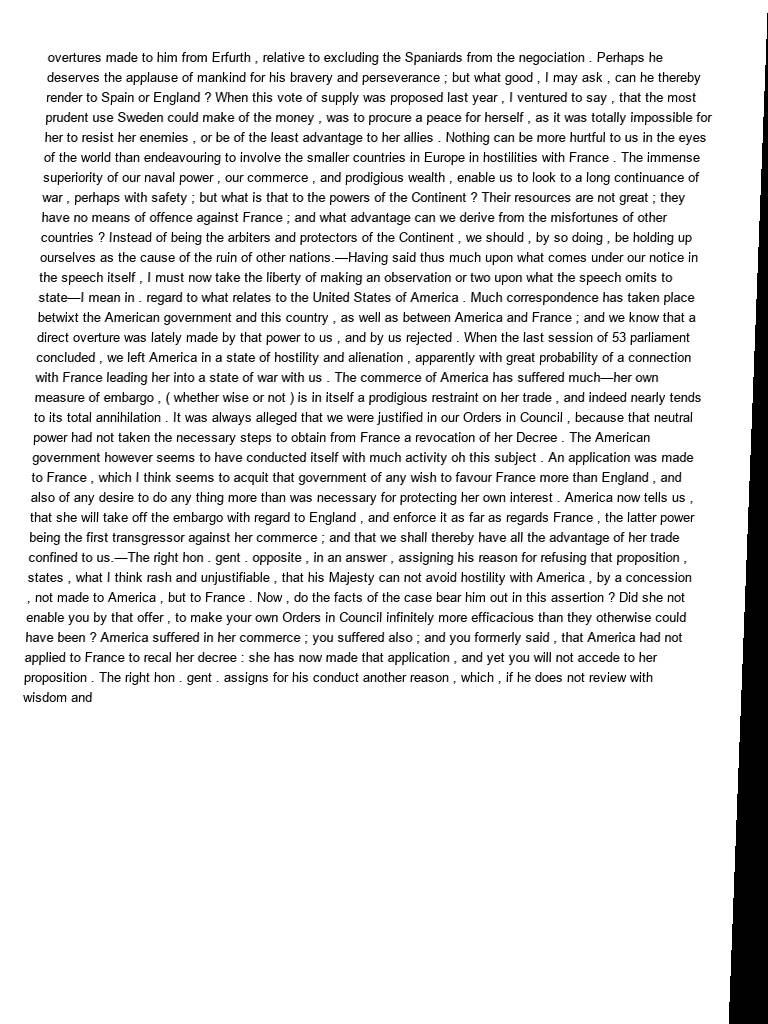 overtures made to him from Erfurth , relative to excluding the Spaniards from the negociation . Perhaps he
deserves the applause of mankind for his bravery and perseverance ; but what good , I may ask , can he thereby
render to Spain or England ? When this vote of supply was proposed last year , I ventured to say , that the most
prudent use Sweden could make of the money , was to procure a peace for herself , as it was totally impossible for
her to resist her enemies , or be of the least advantage to her allies . Nothing can be more hurtful to us in the eyes
of the world than endeavouring to involve the smaller countries in Europe in hostilities with France . The immense
superiority of our naval power , our commerce , and prodigious wealth , enable us to look to a long continuance of
war , perhaps with safety ; but what is that to the powers of the Continent ? Their resources are not great ; they
have no means of offence against France ; and what advantage can we derive from the misfortunes of other
countries ? Instead of being the arbiters and protectors of the Continent , we should , by so doing , be holding up
ourselves as the cause of the ruin of other nations.—Having said thus much upon what comes under our notice in
the speech itself , I must now take the liberty of making an observation or two upon what the speech omits to
state—I mean in . regard to what relates to the United States of America . Much correspondence has taken place
betwixt the American government and this country , as well as between America and France ; and we know that a
direct overture was lately made by that power to us , and by us rejected . When the last session of 53 parliament
concluded , we left America in a state of hostility and alienation , apparently with great probability of a connection
with France leading her into a state of war with us . The commerce of America has suffered much—her own
measure of embargo , ( whether wise or not ) is in itself a prodigious restraint on her trade , and indeed nearly tends
to its total annihilation . It was always alleged that we were justified in our Orders in Council , because that neutral
power had not taken the necessary steps to obtain from France a revocation of her Decree . The American
government however seems to have conducted itself with much activity oh this subject . An application was made
to France , which I think seems to acquit that government of any wish to favour France more than England , and
also of any desire to do any thing more than was necessary for protecting her own interest . America now tells us ,
that she will take off the embargo with regard to England , and enforce it as far as regards France , the latter power
being the first transgressor against her commerce ; and that we shall thereby have all the advantage of her trade
confined to us.—The right hon . gent . opposite , in an answer , assigning his reason for refusing that proposition ,
states , what I think rash and unjustifiable , that his Majesty can not avoid hostility with America , by a concession
, not made to America , but to France . Now , do the facts of the case bear him out in this assertion ? Did she not
enable you by that offer , to make your own Orders in Council infinitely more efficacious than they otherwise could
have been ? America suffered in her commerce ; you suffered also ; and you formerly said , that America had not
applied to France to recal her decree : she has now made that application , and yet you will not accede to her
proposition . The right hon . gent . assigns for his conduct another reason , which , if he does not review with
wisdom and